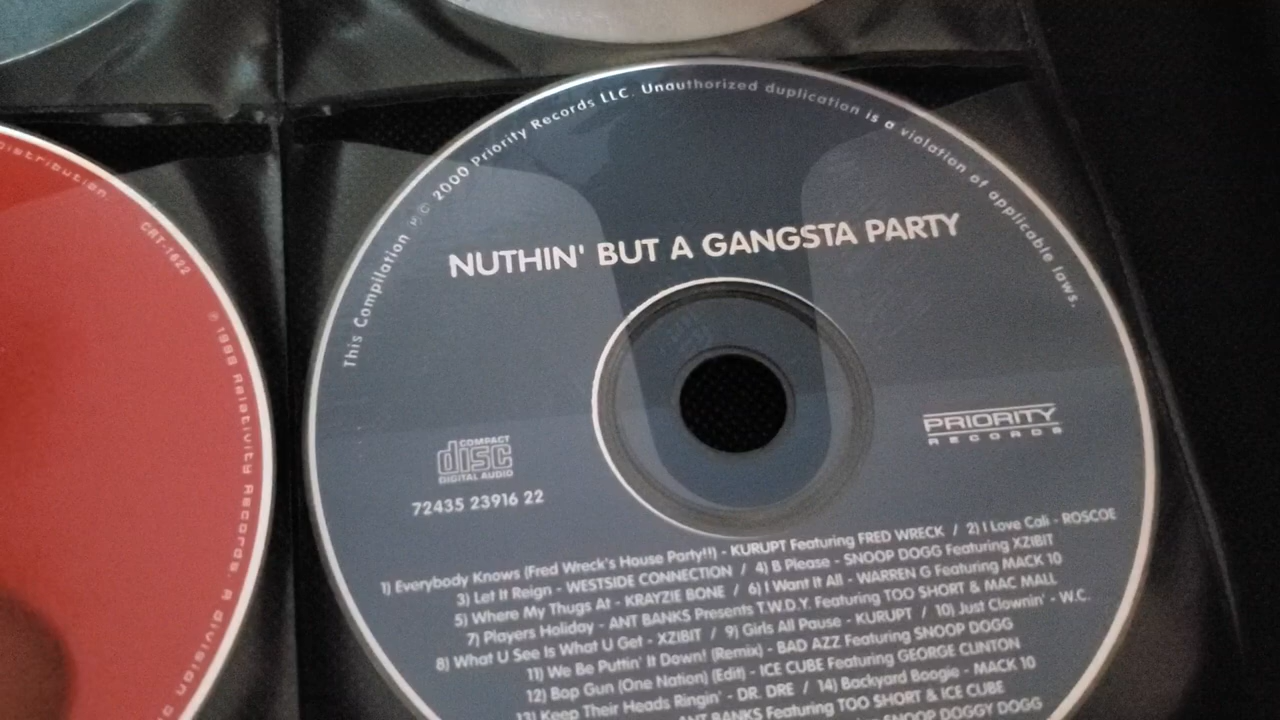 This Compilation ℗© 2000 Priority Records LLC. Unauthorized duplication is a violation of applicable laws.
NUTHIN' BUT A GANGSTA PARTY
COMPACT
disc
DIGITAL AUDIO
72435 23916 22
PRIORITY
RECORDS
1) Everybody Knows (Fred Wreck's House Party!!) - KURUPT Featuring FRED WRECK / 2) I Love Cali - ROSCOE
3) Let It Reign - WESTSIDE CONNECTION / 4) B Please - SNOOP DOGG Featuring XZIBIT
5) Where My Thugs At - KRAYZIE BONE / 6) I Want It All - WARREN G Featuring MACK 10
7) Players Holiday - ANT BANKS Presents T.W.D.Y. Featuring TOO SHORT & MAC MALL
8) What U See Is What U Get - XZIBIT / 9) Girls All Pause - KURUPT / 10) Just Clownin' - W.C.
11) We Be Puttin' It Down! (Remix) - BAD AZZ Featuring SNOOP DOGG
12) Bop Gun (One Nation) (Edit) - ICE CUBE Featuring GEORGE CLINTON
13) Keep Their Heads Ringin' - DR. DRE / 14) Backyard Boogie - MACK 10
ANT BANKS Featuring TOO SHORT & ICE CUBE
SNOOP DOGGY DOGG
Distribution
CRT-1622
℗ 1998 Relativity Records. A division